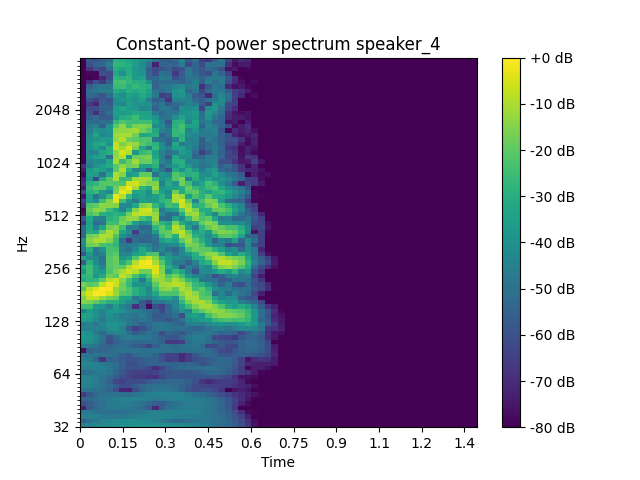 Constant-Q power spectrum speaker_4
Hz
2048
1024
512
256
128
64
32
0 0.15 0.3 0.45 0.6 0.75 0.9 1.1 1.2 1.4
Time
+0 dB
-10 dB
-20 dB
-30 dB
-40 dB
-50 dB
-60 dB
-70 dB
-80 dB